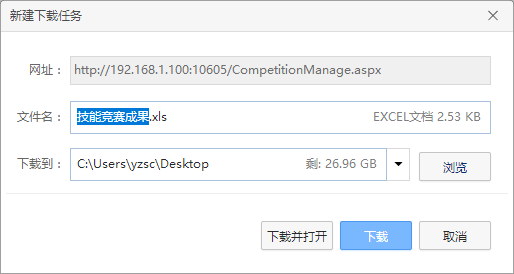 新建下载任务
网址： http://192.168.1.100:10605/CompetitionManage.aspx
文件名： 技能竞赛成果.xls EXCEL文档 2.53 KB
下载到： C:\Users\yzsc\Desktop 剩: 26.96 GB 浏览
下载并打开 下载 取消